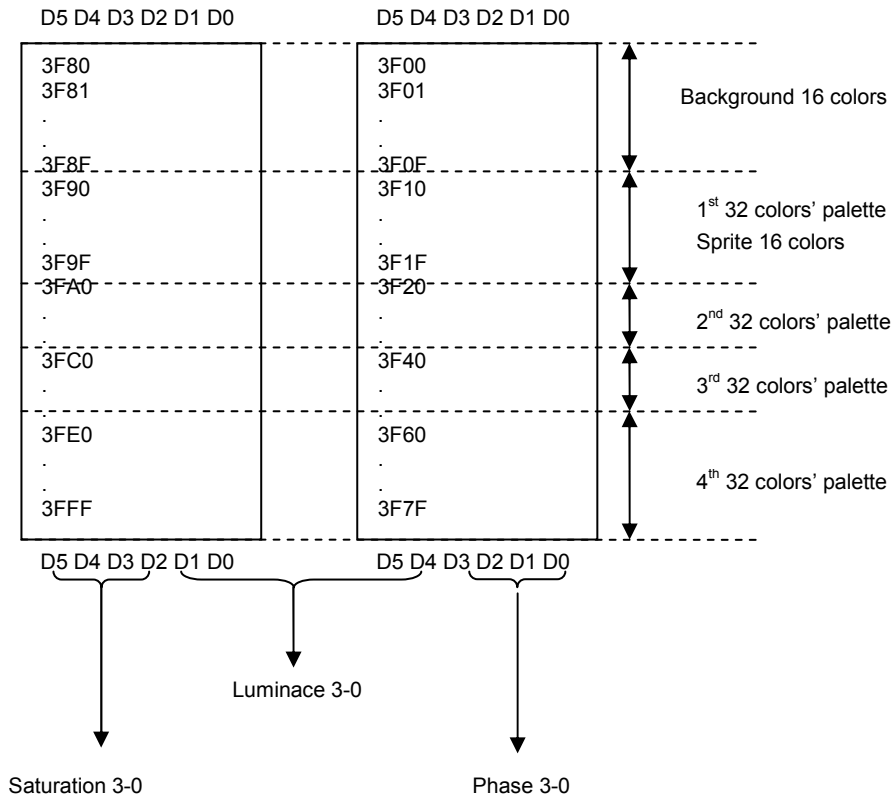 D5 D4 D3 D2 D1 D0
3F80
3F81
.
.
3F8F
3F90
.
.
3F9F
3FA0
.
.
3FC0
.
.
3FE0
.
.
3FFF
D5 D4 D3 D2 D1 D0
D5 D4 D3 D2 D1 D0
3F00
3F01
.
.
3F0F
3F10
.
.
3F1F
3F20
.
.
3F40
.
.
3F60
.
.
3F7F
D5 D4 D3 D2 D1 D0
Background 16 colors
1st 32 colors’ palette
Sprite 16 colors
2nd 32 colors’ palette
3rd 32 colors’ palette
4th 32 colors’ palette
Luminace 3-0
Saturation 3-0
Phase 3-0